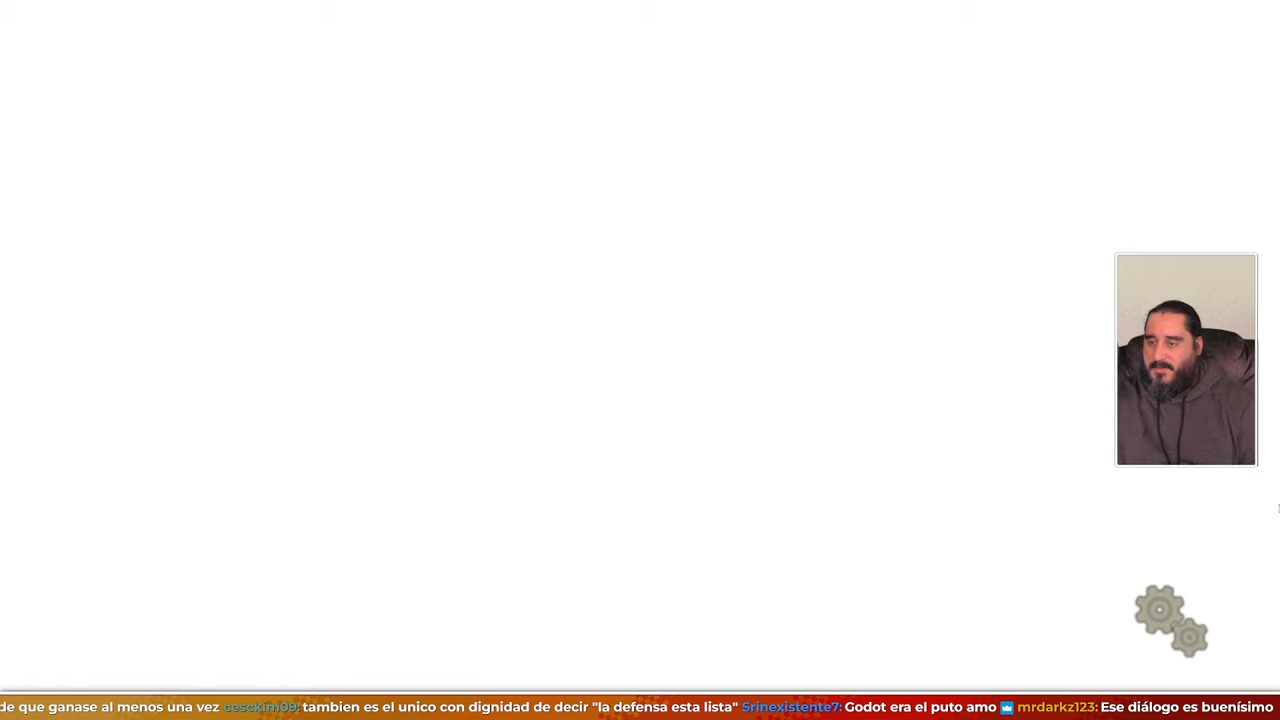 de que ganase al menos una vez cesckim09: tambien es el unico con dignidad de decir "la defensa esta lista" Srinexistente7: Godot era el puto amo mrdarkz123: Ese diálogo es buenísimo